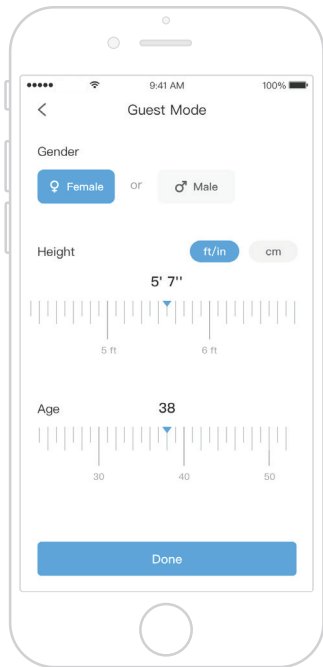 9:41 AM 100%
Guest Mode
Gender
Female or Male
Height ft/in cm
5' 7''
5 ft 6 ft
Age 38
30 40 50
Done